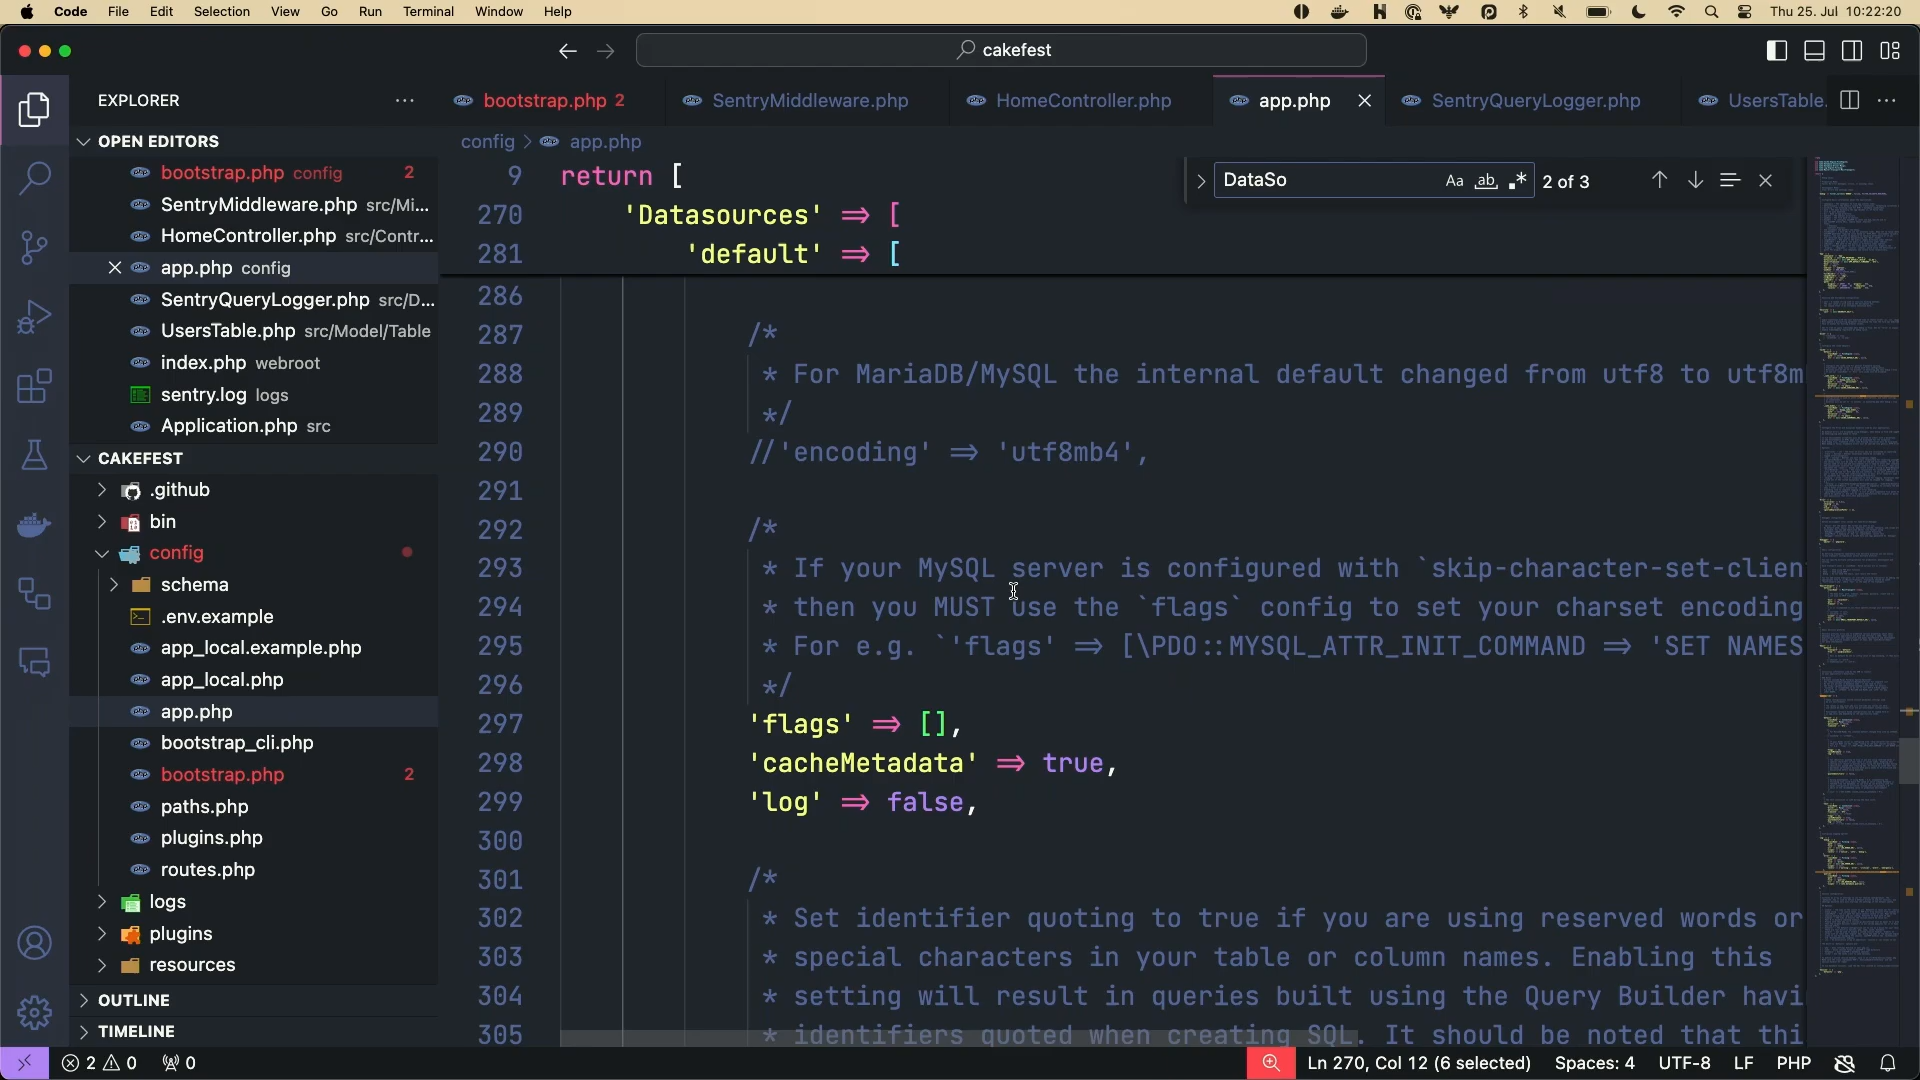 Code File Edit Selection View Go Run Terminal Window Help Thu 25. Jul 10:22:20
cakefest
EXPLORER
bootstrap.php 2 SentryMiddleware.php HomeController.php app.php SentryQueryLogger.php UsersTable.
OPEN EDITORS
config > app.php
bootstrap.php config 2
SentryMiddleware.php src/Mi...
HomeController.php src/Contr...
app.php config
SentryQueryLogger.php src/D...
UsersTable.php src/Model/Table
index.php webroot
sentry.log logs
Application.php src
CAKEFEST
.github
bin
config
schema
.env.example
app_local.example.php
app_local.php
app.php
bootstrap_cli.php
bootstrap.php 2
paths.php
plugins.php
routes.php
logs
plugins
resources
OUTLINE
TIMELINE
DataSo Aa ab .* 2 of 3
9 return [
270 'Datasources' => [
281 'default' => [
286
287 /*
288 * For MariaDB/MySQL the internal default changed from utf8 to utf8m
289 */
290 //'encoding' => 'utf8mb4',
291
292 /*
293 * If your MySQL server is configured with `skip-character-set-clien
294 * then you MUST use the `flags` config to set your charset encoding
295 * For e.g. `'flags' => [\PDO::MYSQL_ATTR_INIT_COMMAND => 'SET NAMES
296 */
297 'flags' => [],
298 'cacheMetadata' => true,
299 'log' => false,
300
301 /*
302 * Set identifier quoting to true if you are using reserved words or
303 * special characters in your table or column names. Enabling this
304 * setting will result in queries built using the Query Builder havi
305 * identifiers quoted when creating SQL. It should be noted that thi
2 0 0 Ln 270, Col 12 (6 selected) Spaces: 4 UTF-8 LF PHP